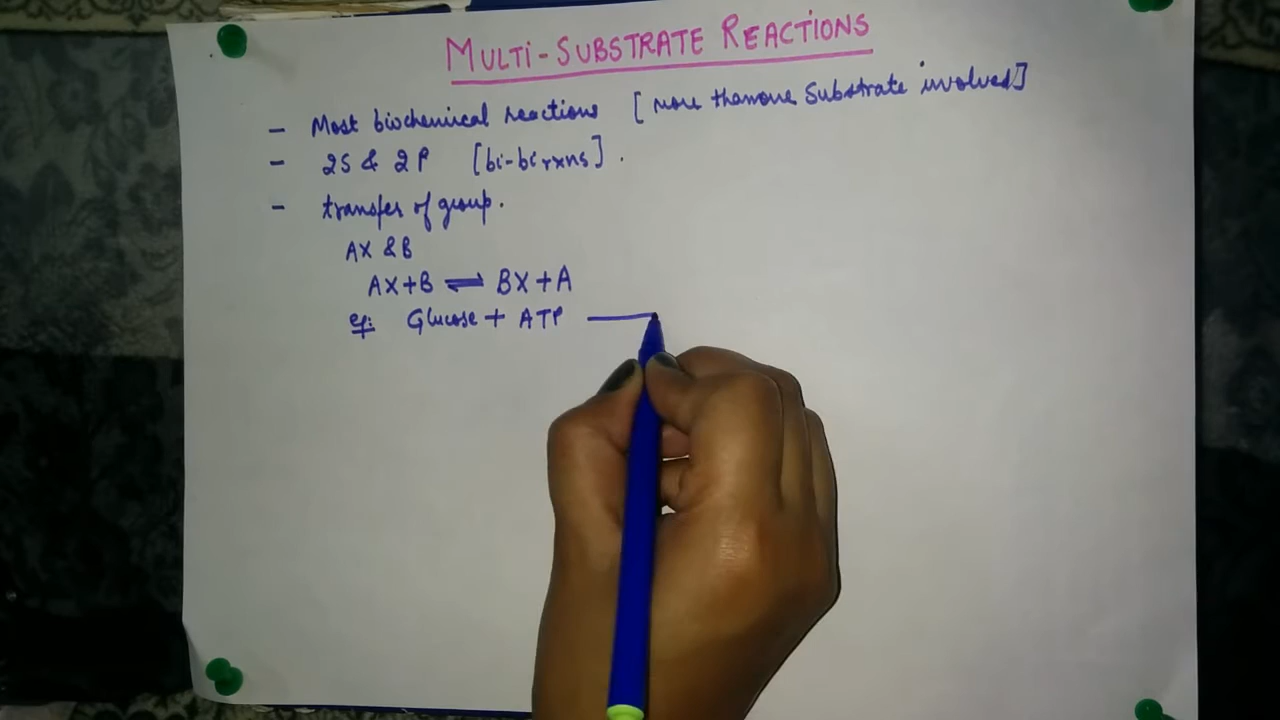 MULTI-SUBSTRATE REACTIONS
- Most biochemical reactions [more than one substrate involved]
- 2S & 2P [bi-bi rxns].
- transfer of group.
AX & B
AX+B ⇌ BX+A
eg: Glucose + ATP —